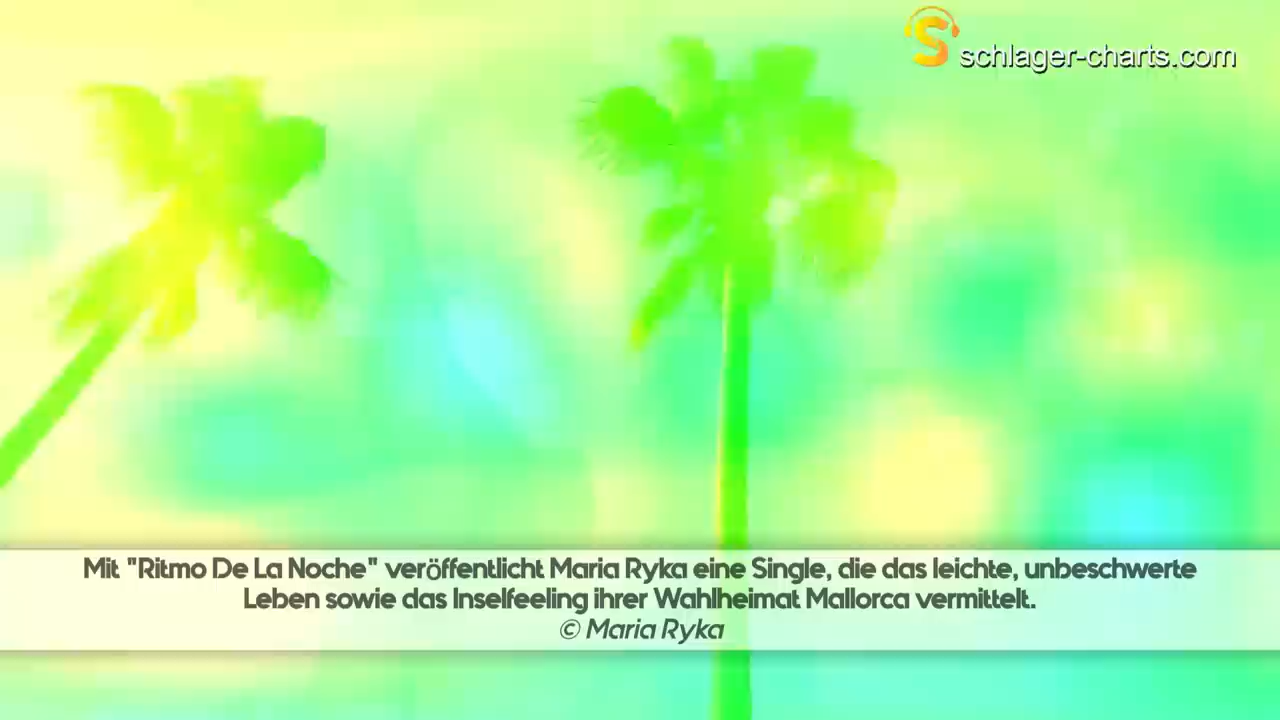 schlager-charts.com
Mit "Ritmo De La Noche" veröffentlicht Maria Ryka eine Single, die das leichte, unbeschwerte
Leben sowie das Inselfeeling ihrer Wahlheimat Mallorca vermittelt.
© Maria Ryka